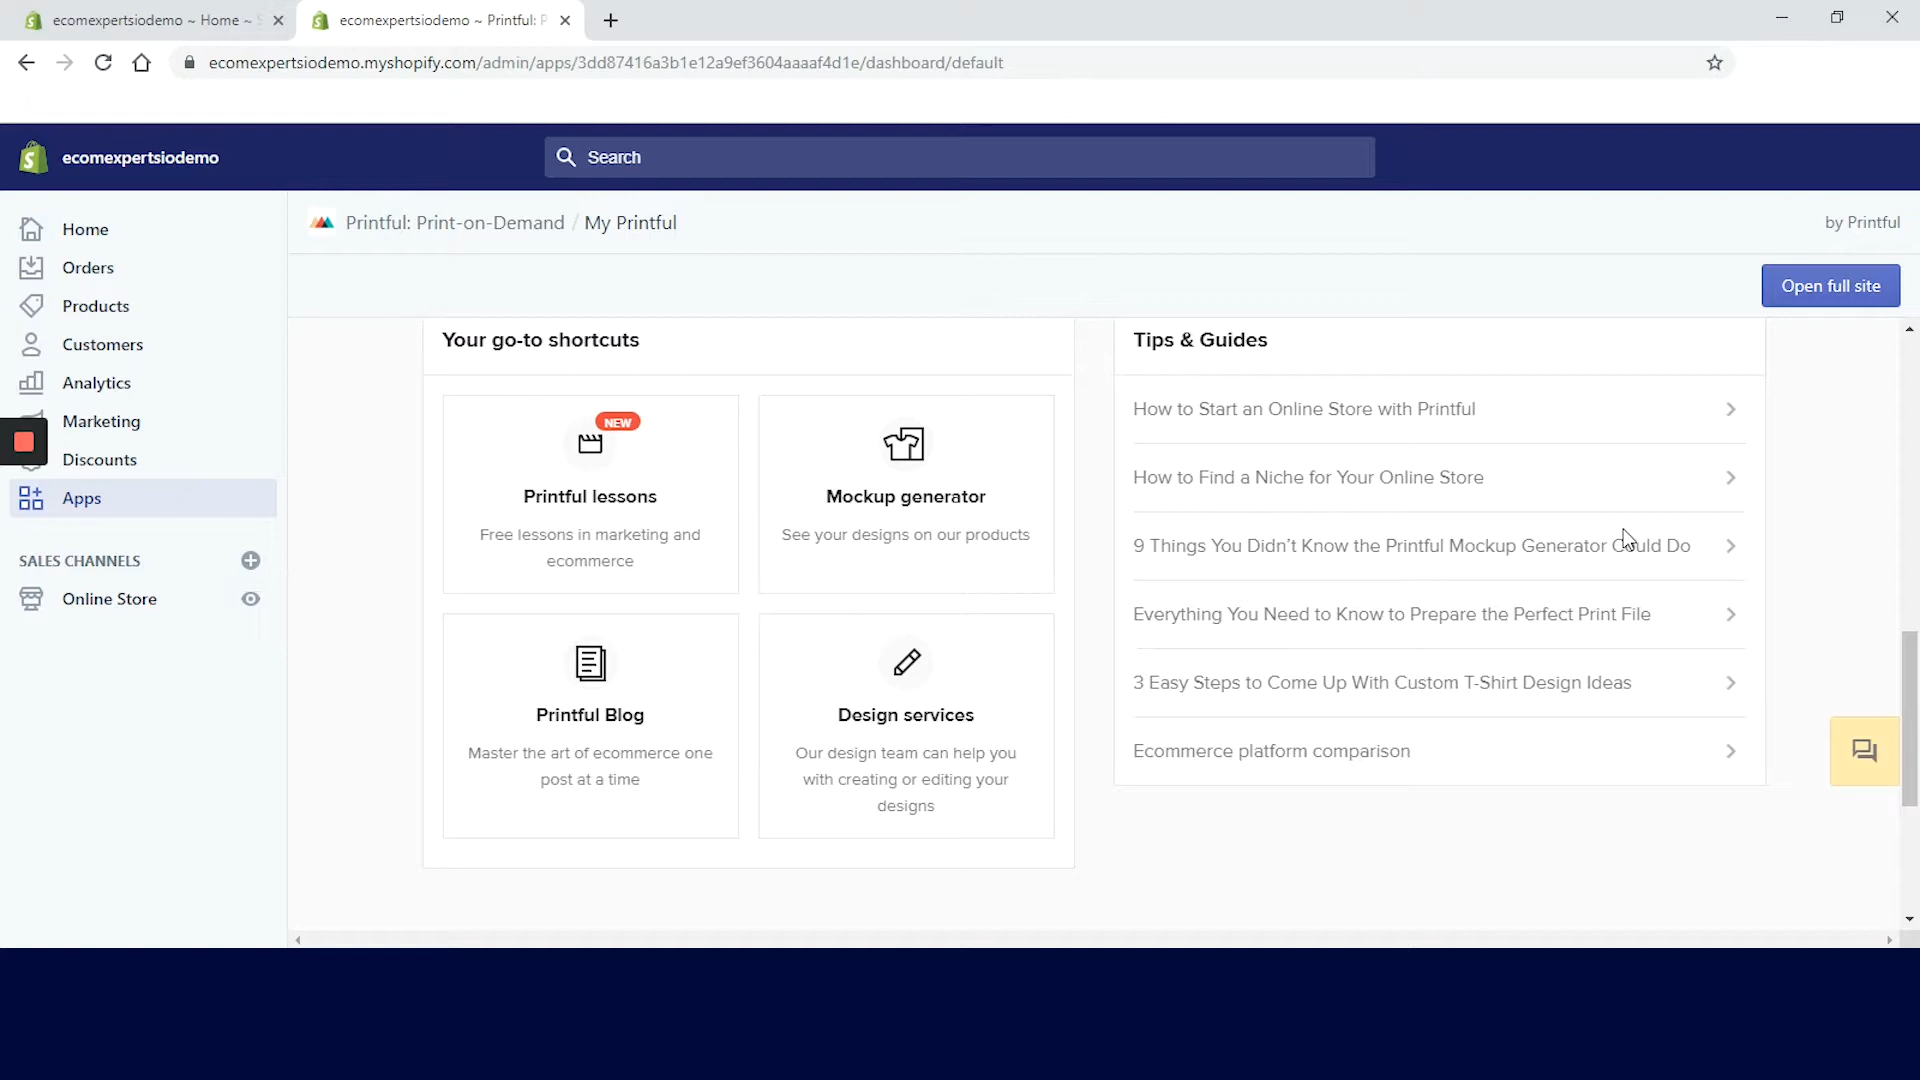 ecomexpertsiodemo ~ Home ~ S
ecomexpertsiodemo ~ Printful: P
ecomexpertsiodemo.myshopify.com/admin/apps/3dd87416a3b1e12a9ef3604aaaaf4d1e/dashboard/default
ecomexpertsiodemo
Search
Home
Orders
Products
Customers
Analytics
Marketing
Discounts
Apps
SALES CHANNELS
Online Store
Printful: Print-on-Demand / My Printful
by Printful
Open full site
Your go-to shortcuts
NEW
Printful lessons
Free lessons in marketing and
ecommerce
Mockup generator
See your designs on our products
Printful Blog
Master the art of ecommerce one
post at a time
Design services
Our design team can help you
with creating or editing your
designs
Tips & Guides
How to Start an Online Store with Printful
How to Find a Niche for Your Online Store
9 Things You Didn't Know the Printful Mockup Generator Could Do
Everything You Need to Know to Prepare the Perfect Print File
3 Easy Steps to Come Up With Custom T-Shirt Design Ideas
Ecommerce platform comparison